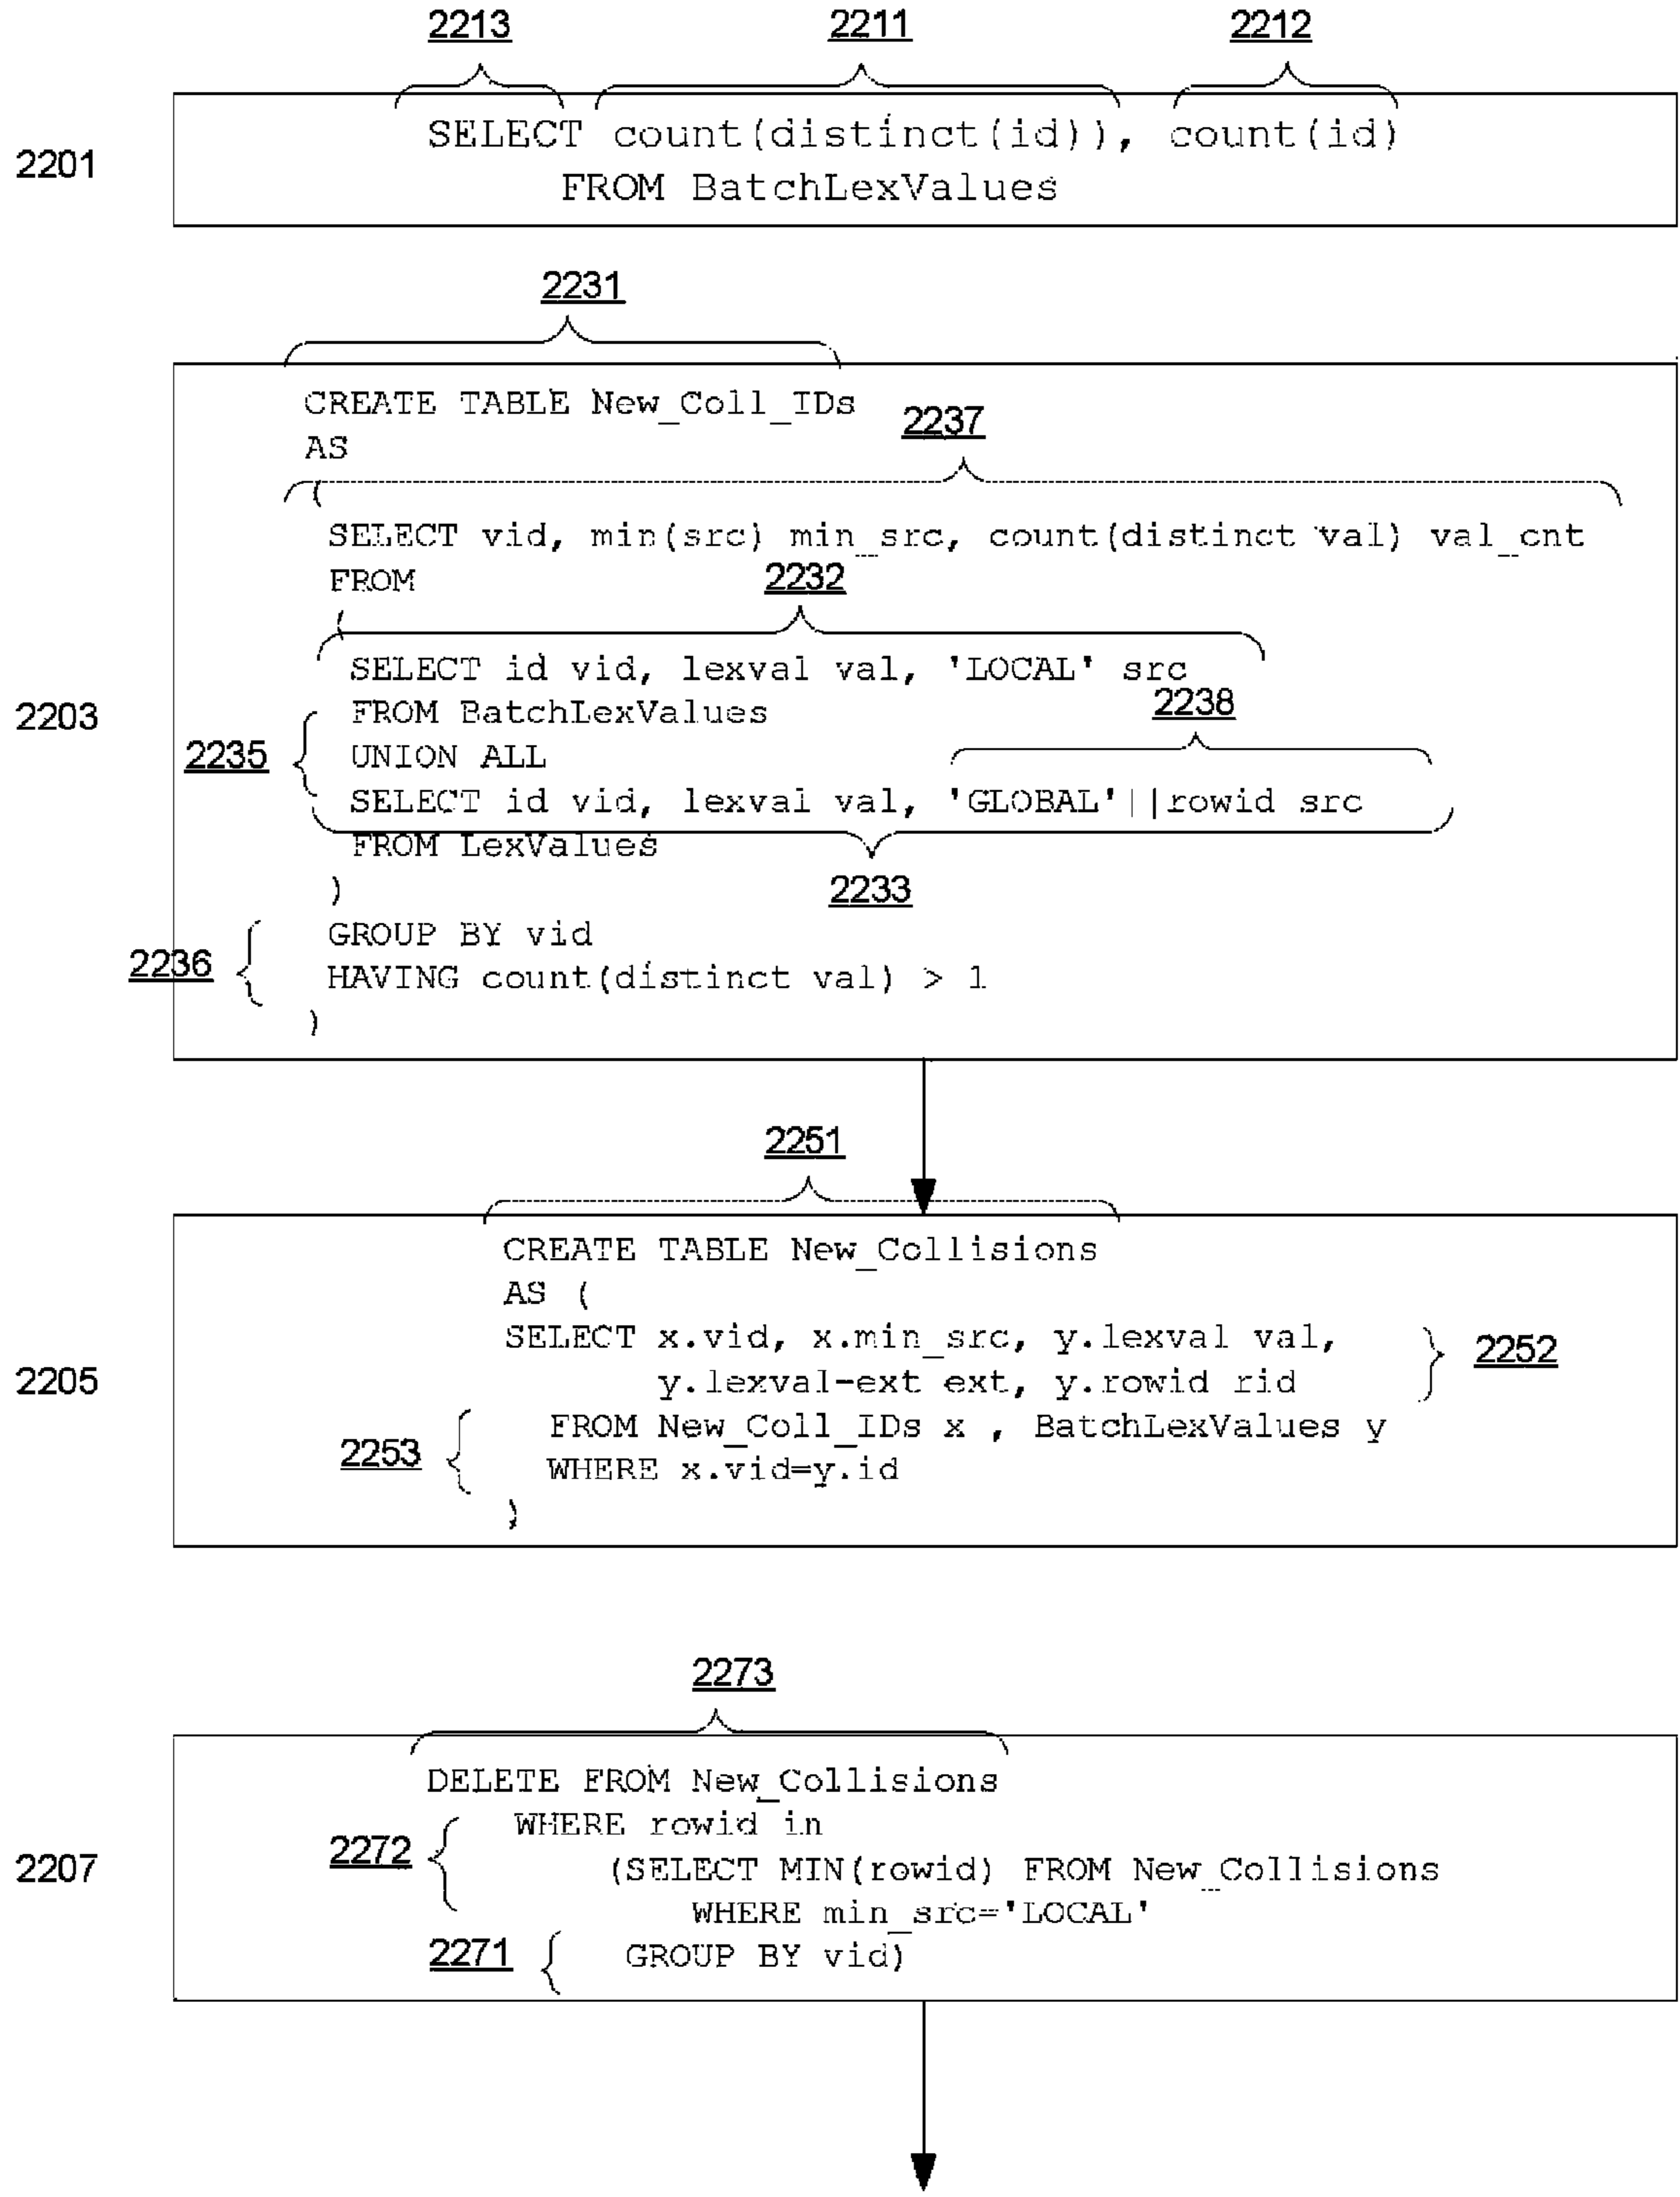 2213 2211 2212
2201
SELECT count(distinct(id)), count(id)
FROM BatchLexValues
2231
CREATE TABLE New_Coll_IDs
2237
AS
(
SELECT vid, min(src) min_src, count(distinct val) val_cnt
FROM
2232
(
SELECT id vid, lexval val, 'LOCAL' src
2203
FROM BatchLexValues
2238
2235
UNION ALL
SELECT id vid, lexval val, 'GLOBAL'||rowid src
FROM LexValues
)
2233
GROUP BY vid
2236
HAVING count(distinct val) > 1
)
2251
CREATE TABLE New_Collisions
AS (
SELECT x.vid, x.min_src, y.lexval val,
2252
2205
y.lexval-ext ext, y.rowid rid
FROM New_Coll_IDs x , BatchLexValues y
2253
WHERE x.vid=y.id
)
2273
DELETE FROM New_Collisions
WHERE rowid in
2272
2207
(SELECT MIN(rowid) FROM New_Collisions
WHERE min_src='LOCAL'
2271
GROUP BY vid)